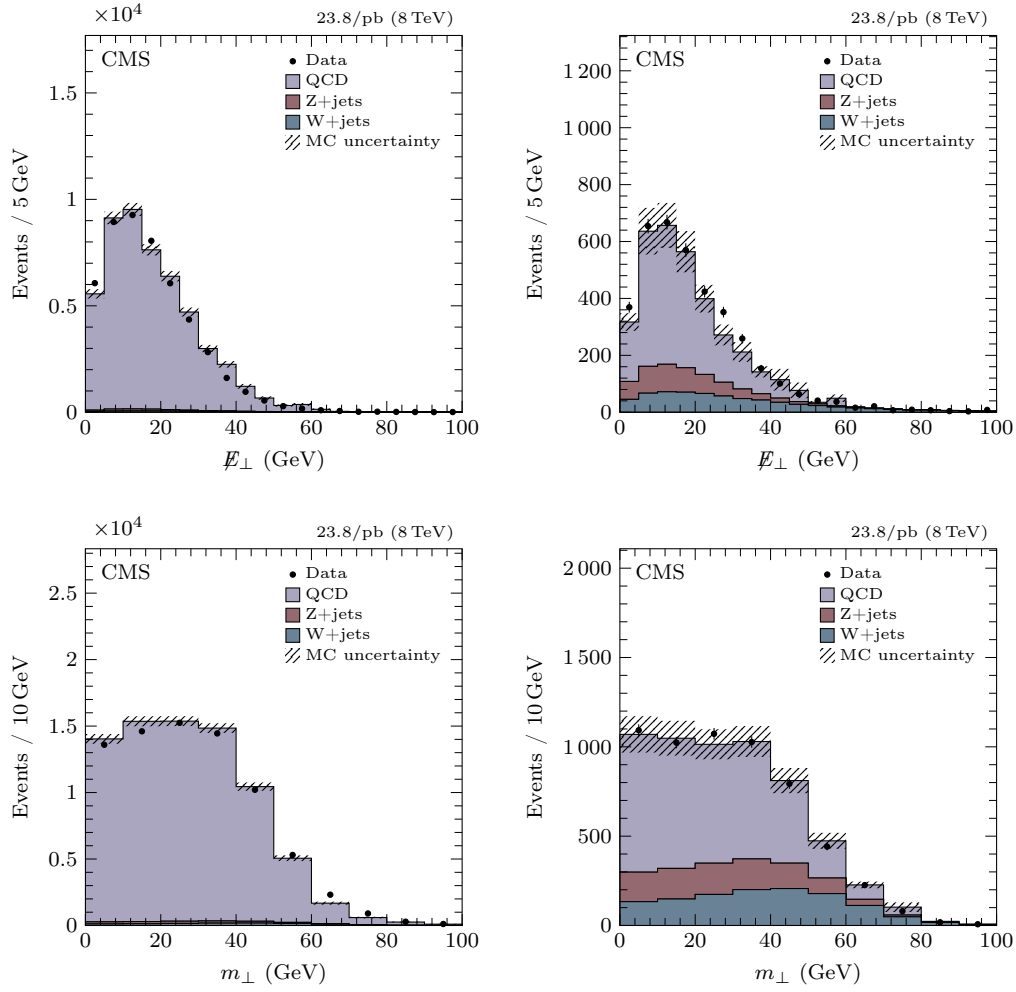 ×10⁴
23.8/pb (8 TeV)
CMS
Data
QCD
Z+jets
W+jets
MC uncertainty
Events / 5 GeV
0
0.5
1
1.5
0 20 40 60 80 100
E̸⊥ (GeV)
23.8/pb (8 TeV)
CMS
Data
QCD
Z+jets
W+jets
MC uncertainty
Events / 5 GeV
0
200
400
600
800
1 000
1 200
0 20 40 60 80 100
E̸⊥ (GeV)
×10⁴
23.8/pb (8 TeV)
CMS
Data
QCD
Z+jets
W+jets
MC uncertainty
Events / 10 GeV
0
0.5
1
1.5
2
2.5
0 20 40 60 80 100
m⊥ (GeV)
23.8/pb (8 TeV)
CMS
Data
QCD
Z+jets
W+jets
MC uncertainty
Events / 10 GeV
0
500
1 000
1 500
2 000
0 20 40 60 80 100
m⊥ (GeV)